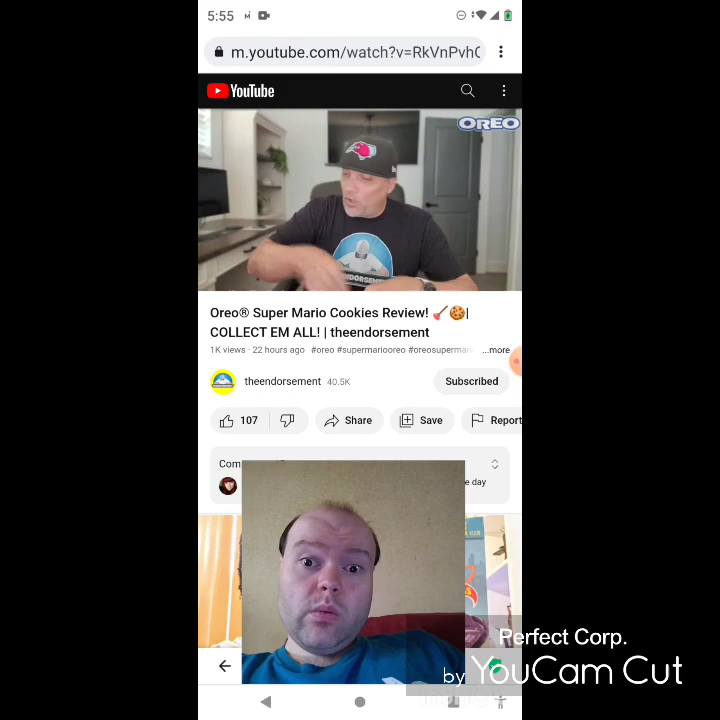 5:55
m.youtube.com/watch?v=RkVnPvhC
YouTube
OREO
Oreo® Super Mario Cookies Review! 🍄🍪|
COLLECT EM ALL! | theendorsement
1K views · 22 hours ago #oreo #supermariooreo #oreosupermari ...more
theendorsement 40.5K Subscribed
107 Share Save Report
Com
e day
Perfect Corp.
by YouCam Cut